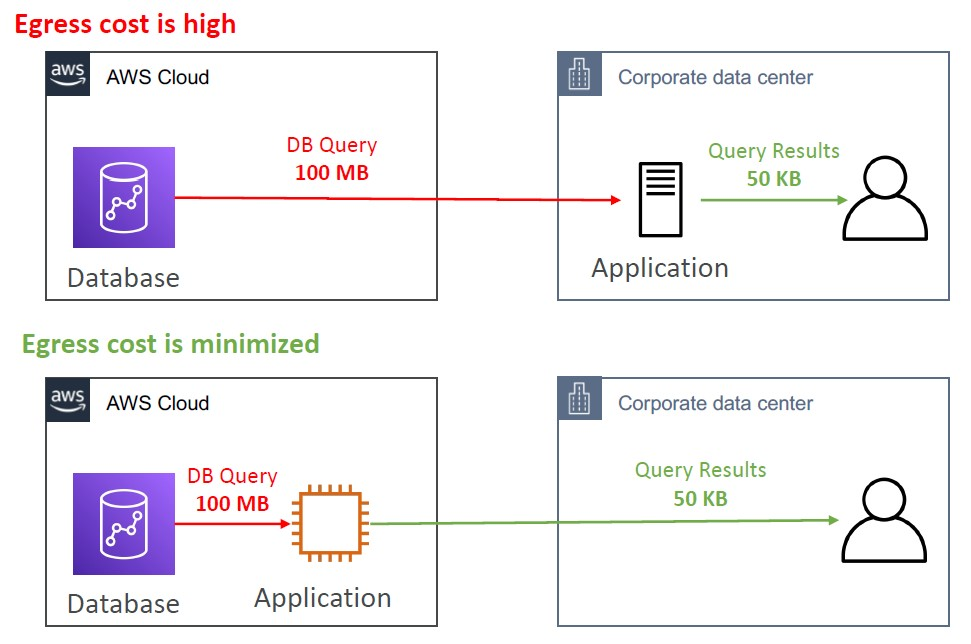 Egress cost is high
aws
AWS Cloud
Corporate data center
DB Query
100 MB
Query Results
50 KB
Database
Application
Egress cost is minimized
aws
AWS Cloud
Corporate data center
DB Query
100 MB
Query Results
50 KB
Database
Application